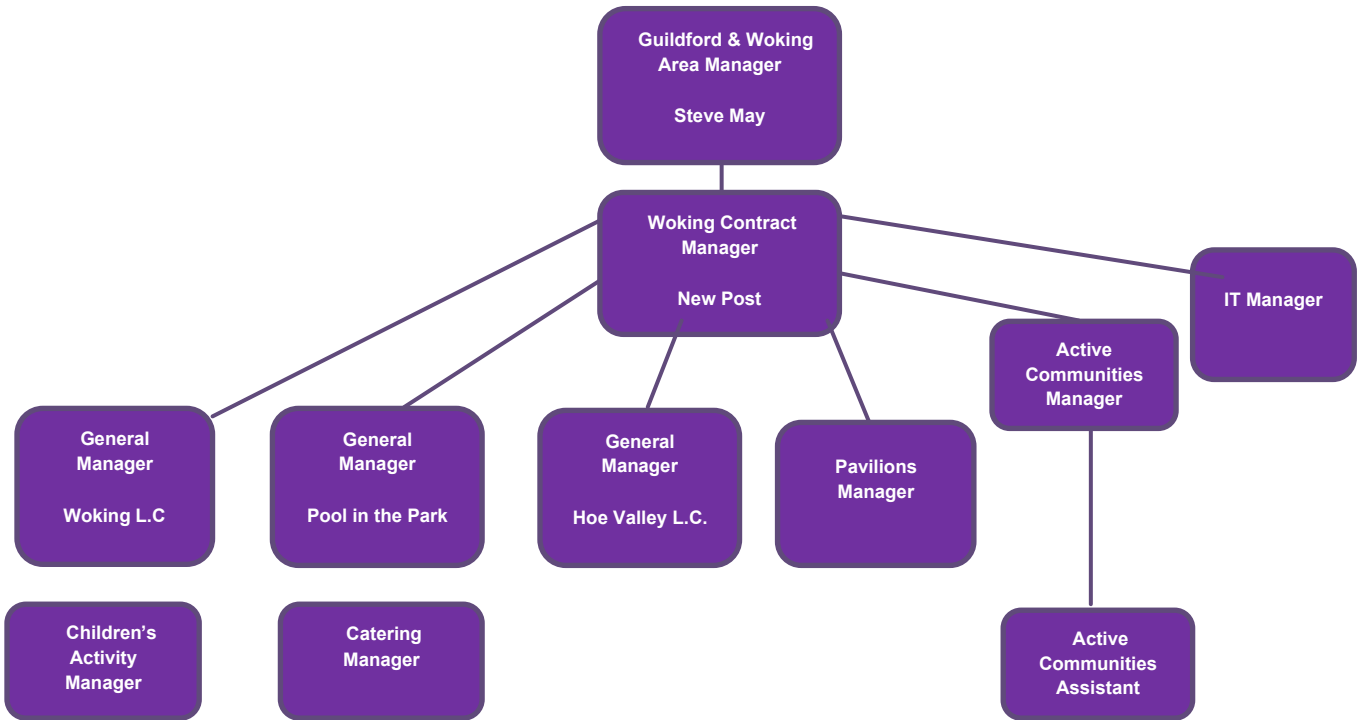 Guildford & Woking
Area Manager
Steve May
Woking Contract
Manager
New Post
IT Manager
Active
Communities
Manager
General
Manager
Woking L.C
General
Manager
Pool in the Park
General
Manager
Hoe Valley L.C.
Pavilions
Manager
Children’s
Activity
Manager
Catering
Manager
Active
Communities
Assistant